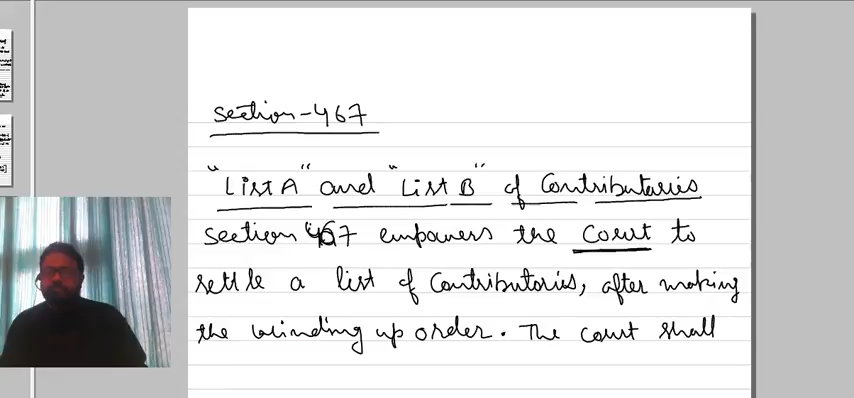 Section-467
"List A" and "List B" of Contributaries
Section 467 empowers the Court to
settle a list of Contributories, after making
the winding up order. The court shall